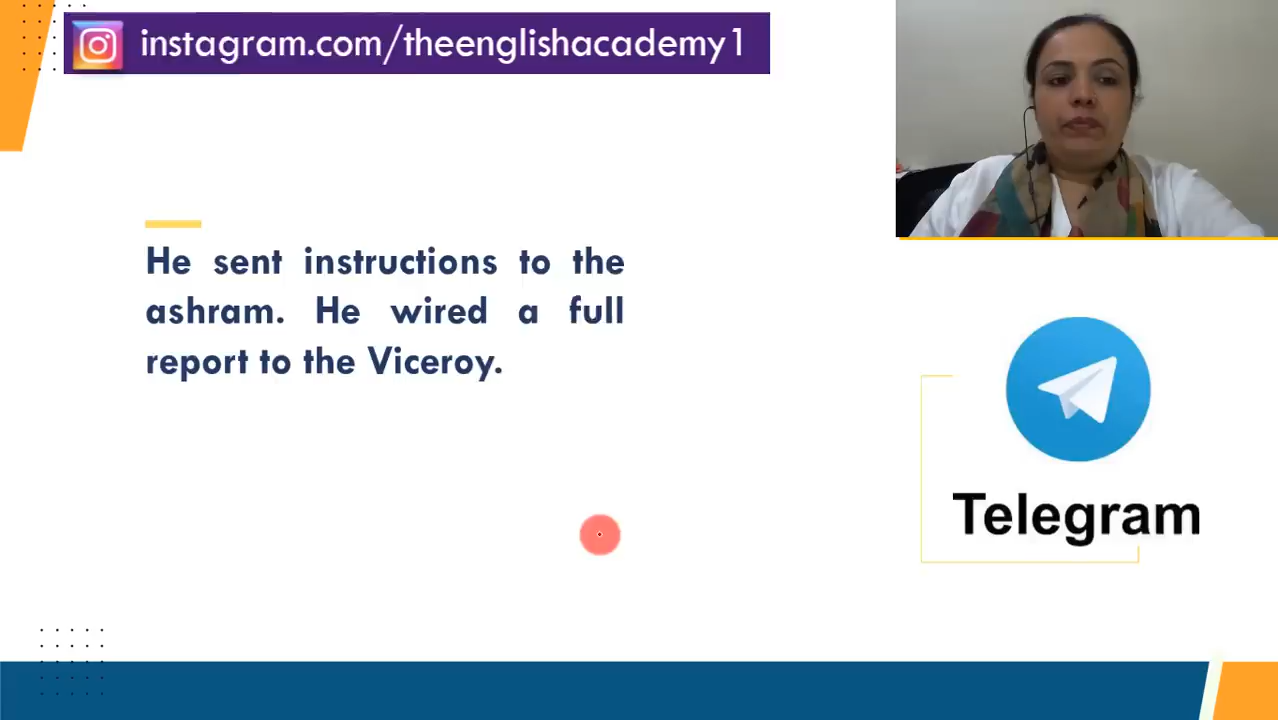 instagram.com/theenglishacademy1
He sent instructions to the
ashram. He wired a full
report to the Viceroy.
Telegram